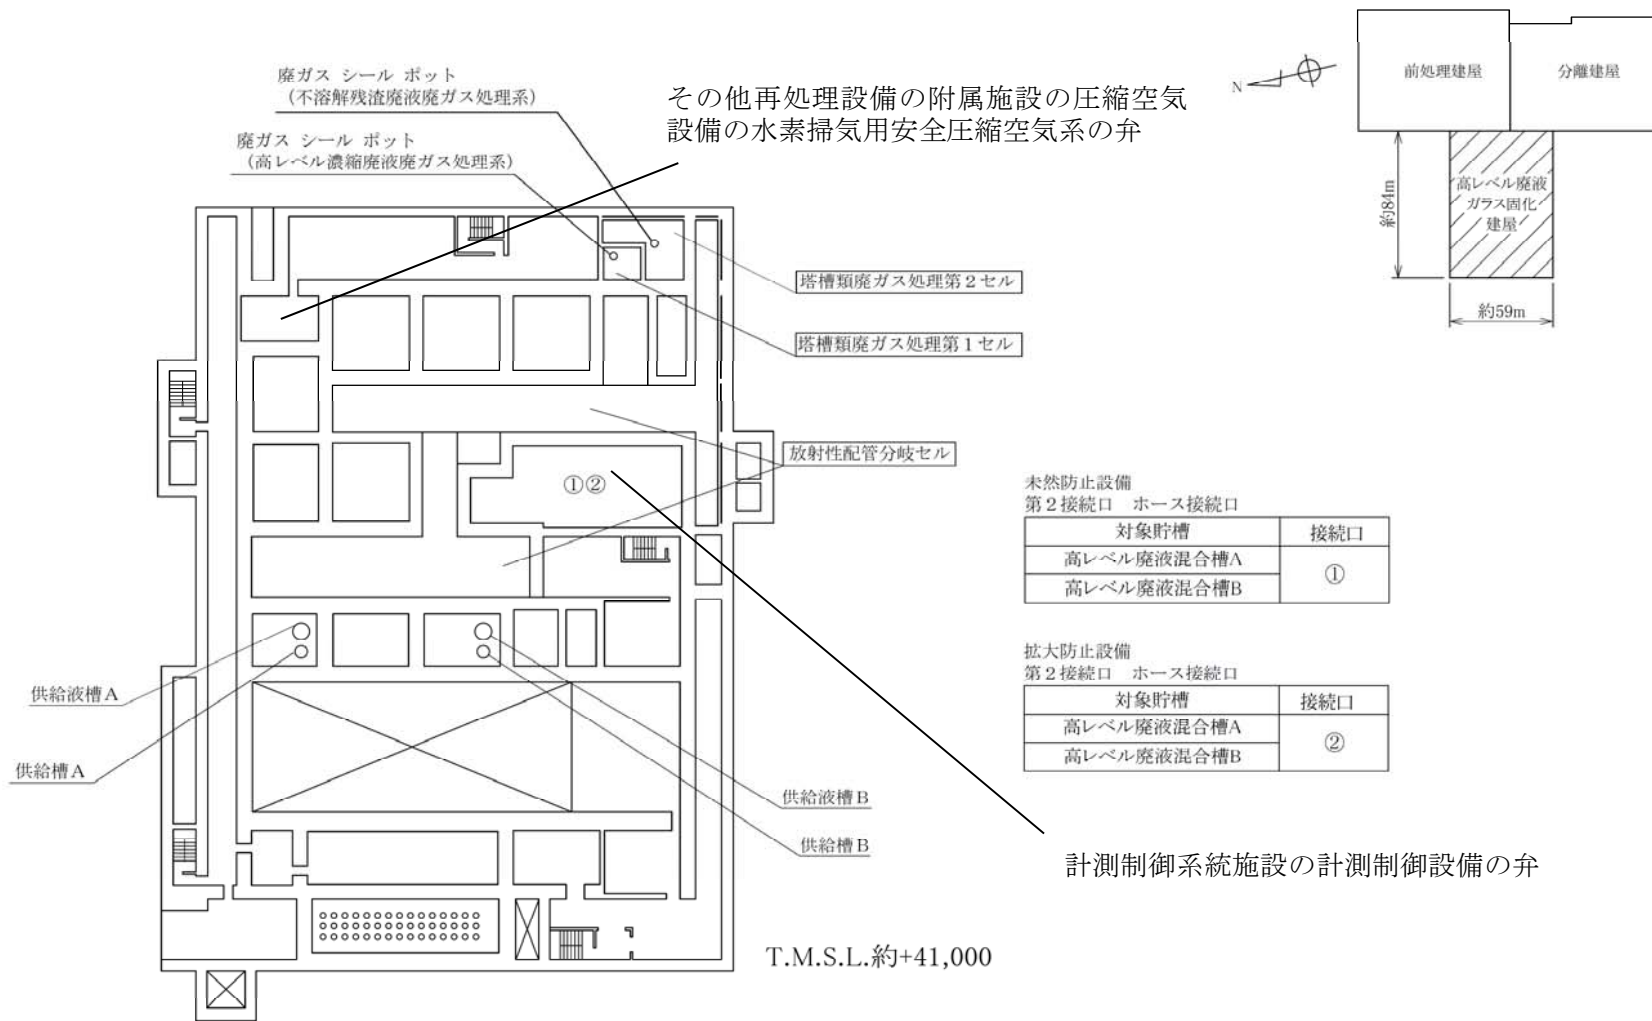 廃ガス シール ポット
（不溶解残渣廃液廃ガス処理系）
廃ガス シール ポット
（高レベル濃縮廃液廃ガス処理系）
その他再処理設備の附属施設の圧縮空気
設備の水素掃気用安全圧縮空気系の弁
N
前処理建屋
分離建屋
高レベル廃液
ガラス固化
建屋
約84m
約59m
塔槽類廃ガス処理第２セル
塔槽類廃ガス処理第１セル
放射性配管分岐セル
①②
未然防止設備
第２接続口　ホース接続口
対象貯槽 接続口
高レベル廃液混合槽A ①
高レベル廃液混合槽B
拡大防止設備
第２接続口　ホース接続口
対象貯槽 接続口
高レベル廃液混合槽A ②
高レベル廃液混合槽B
供給液槽Ａ
供給槽Ａ
供給液槽Ｂ
供給槽Ｂ
計測制御系統施設の計測制御設備の弁
T.M.S.L.約+41,000